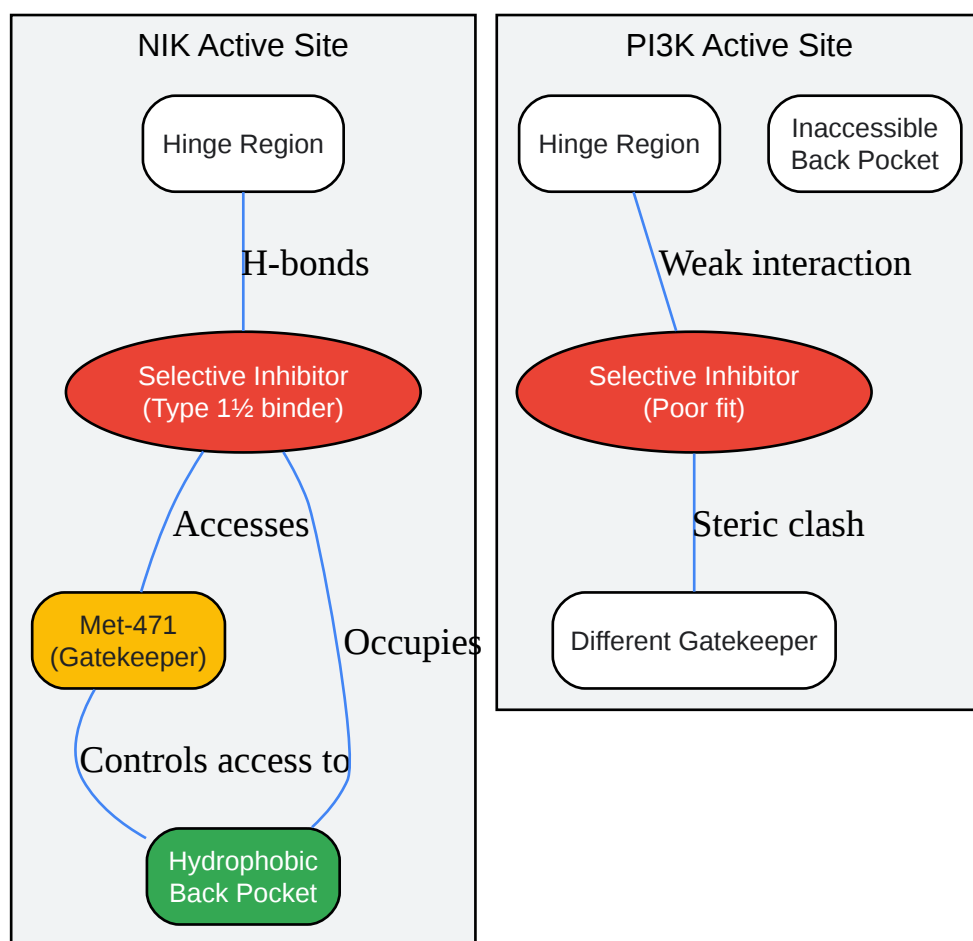 NIK Active Site
Hinge Region
H-bonds
Selective Inhibitor
(Type 1½ binder)
Accesses
Met-471
(Gatekeeper)
Occupies
Controls access to
Hydrophobic
Back Pocket
PI3K Active Site
Hinge Region
Inaccessible
Back Pocket
Weak interaction
Selective Inhibitor
(Poor fit)
Steric clash
Different Gatekeeper